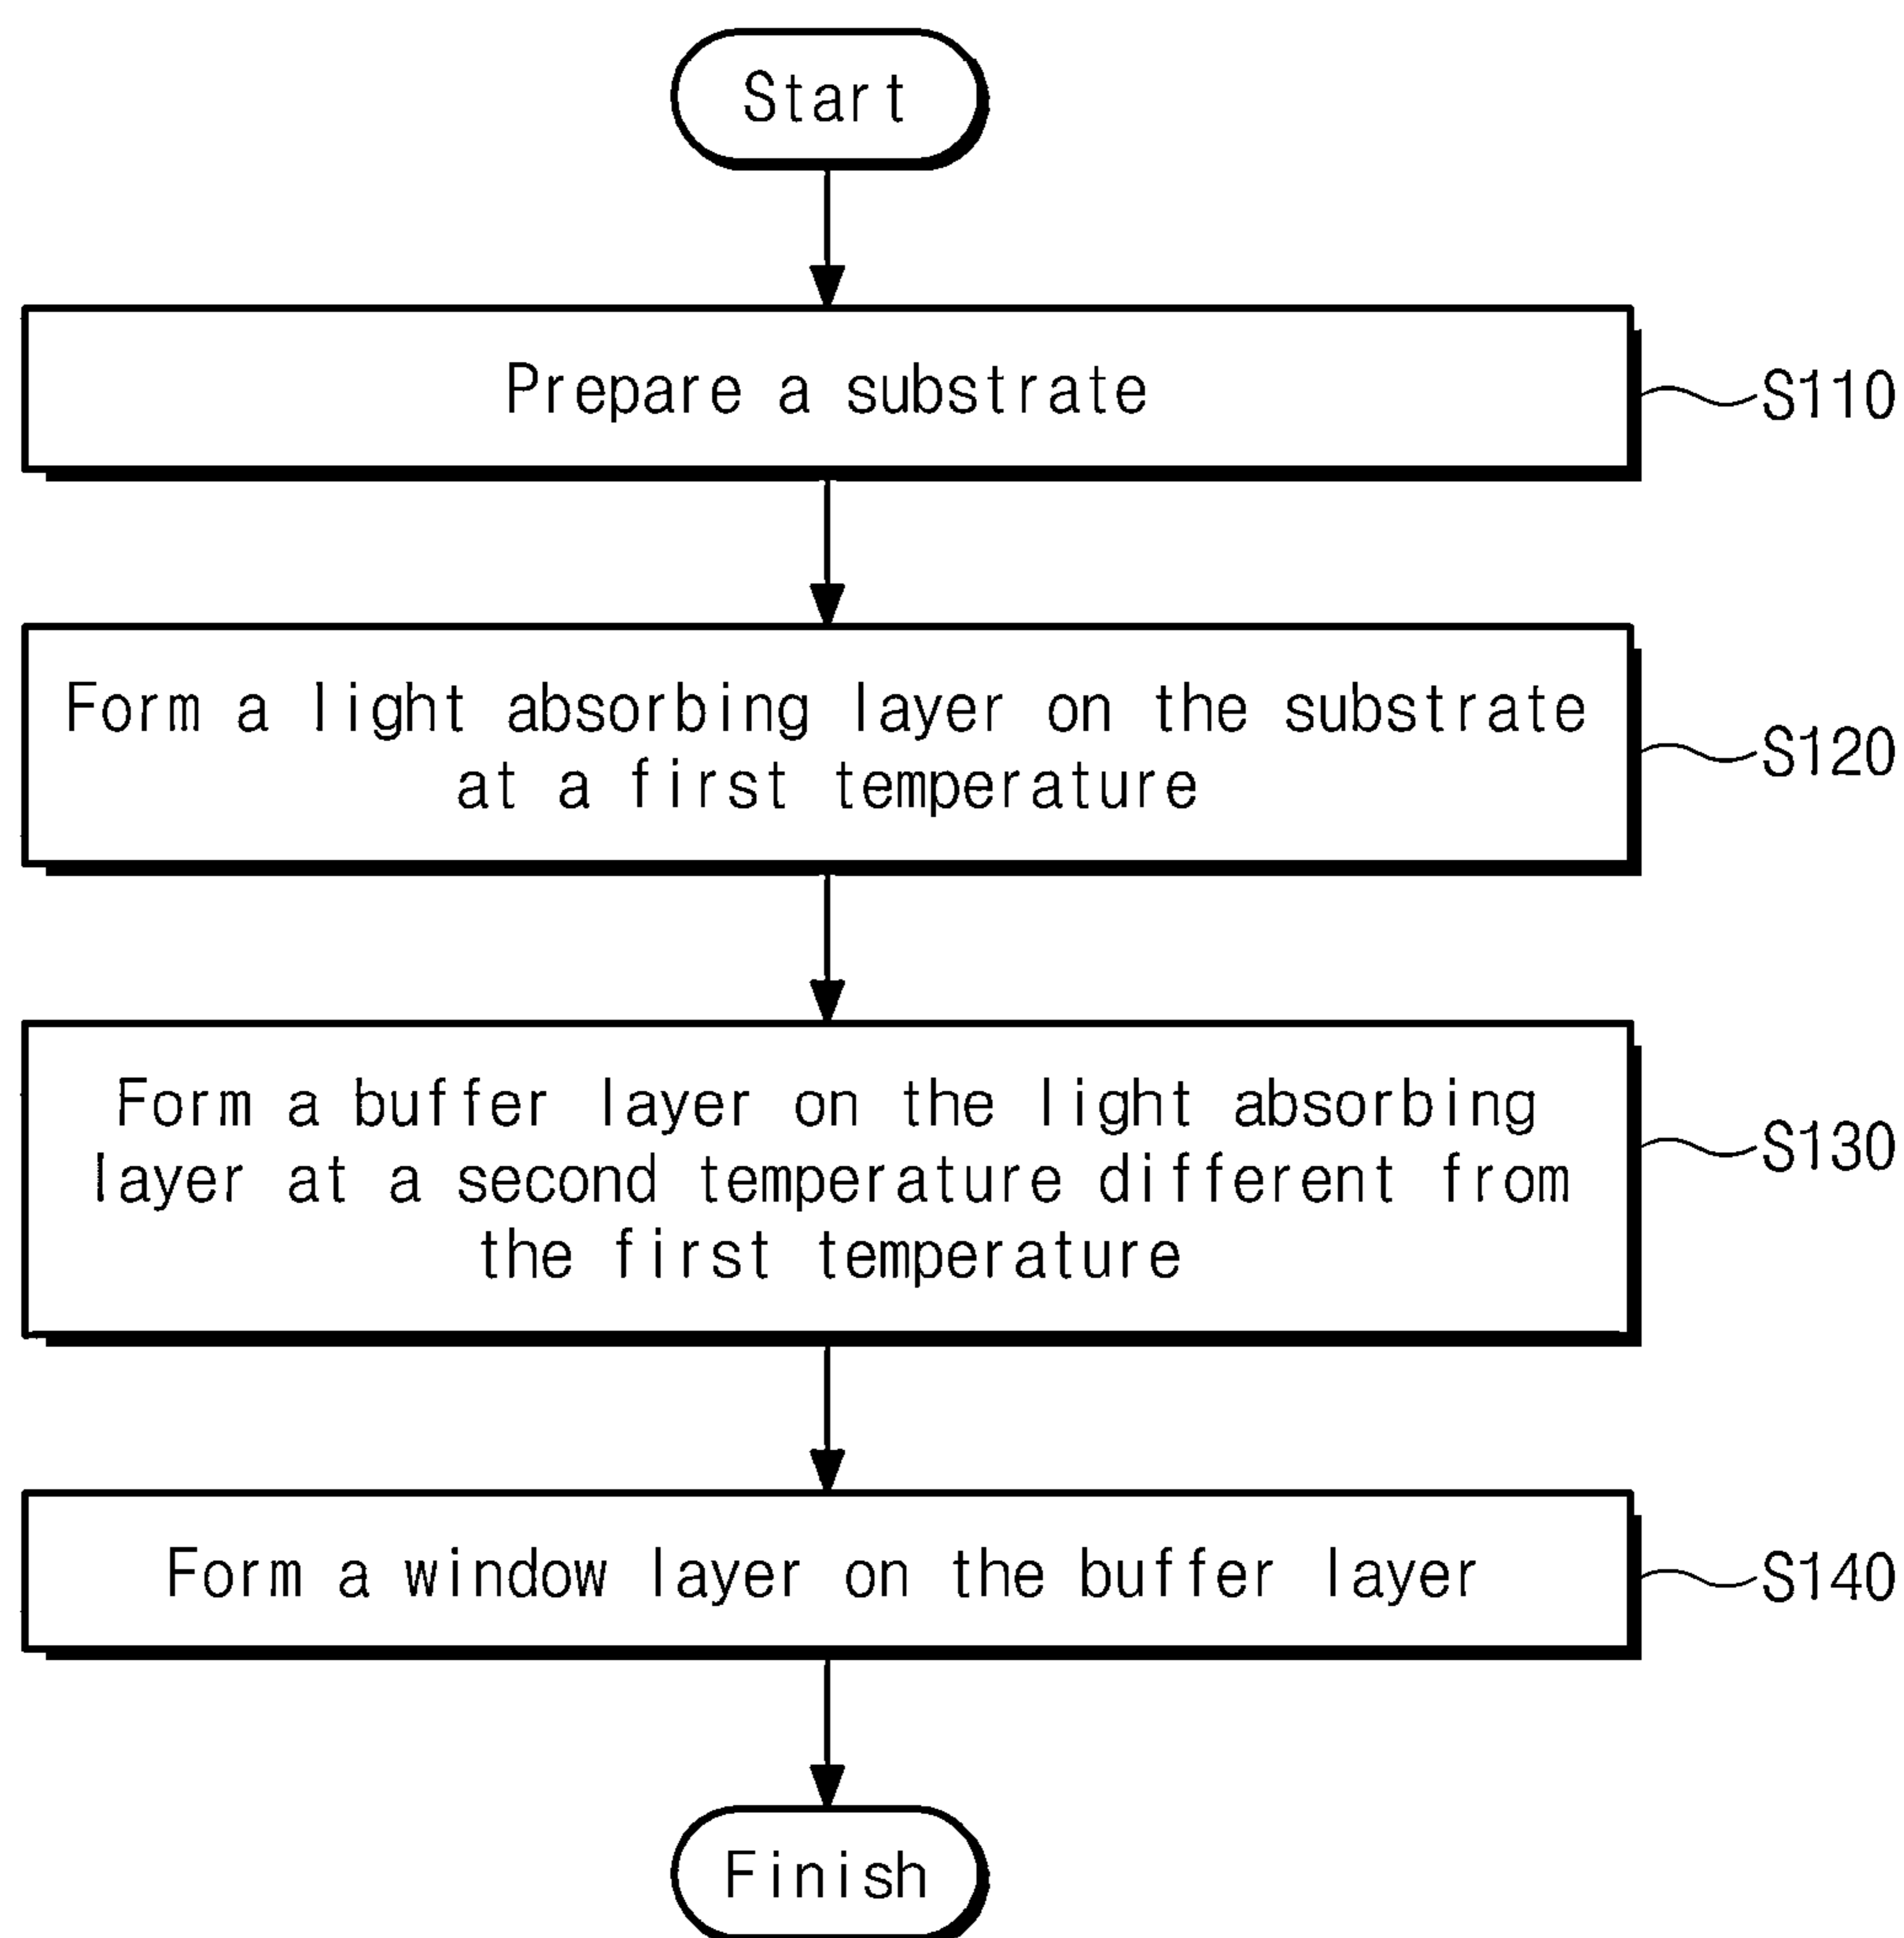 Start
Prepare a substrate
S110
Form a light absorbing layer on the substrate
at a first temperature
S120
Form a buffer layer on the light absorbing
layer at a second temperature different from
the first temperature
S130
Form a window layer on the buffer layer
S140
Finish